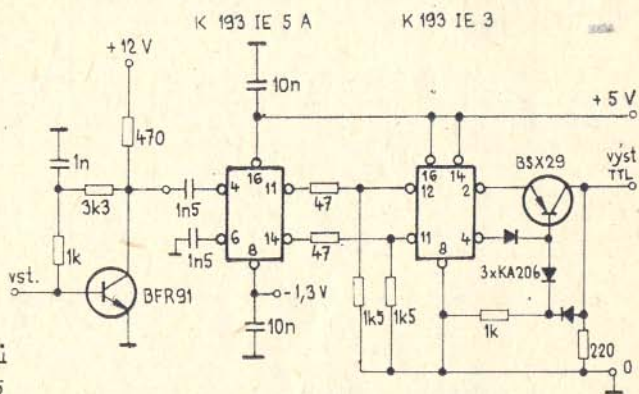 K 193 IE 5 A
K 193 IE 3
+12 V
10n
+ 5 V
470
1n
3k3
1k
vst.
BFR91
1n5
1n5
4
16
11
6
14
8
47
47
-1,3 V
10n
1k5
1k5
16
14
12
2
11
4
8
BSX29
výst
TTL
3xKA206
1k
220
0
i
5